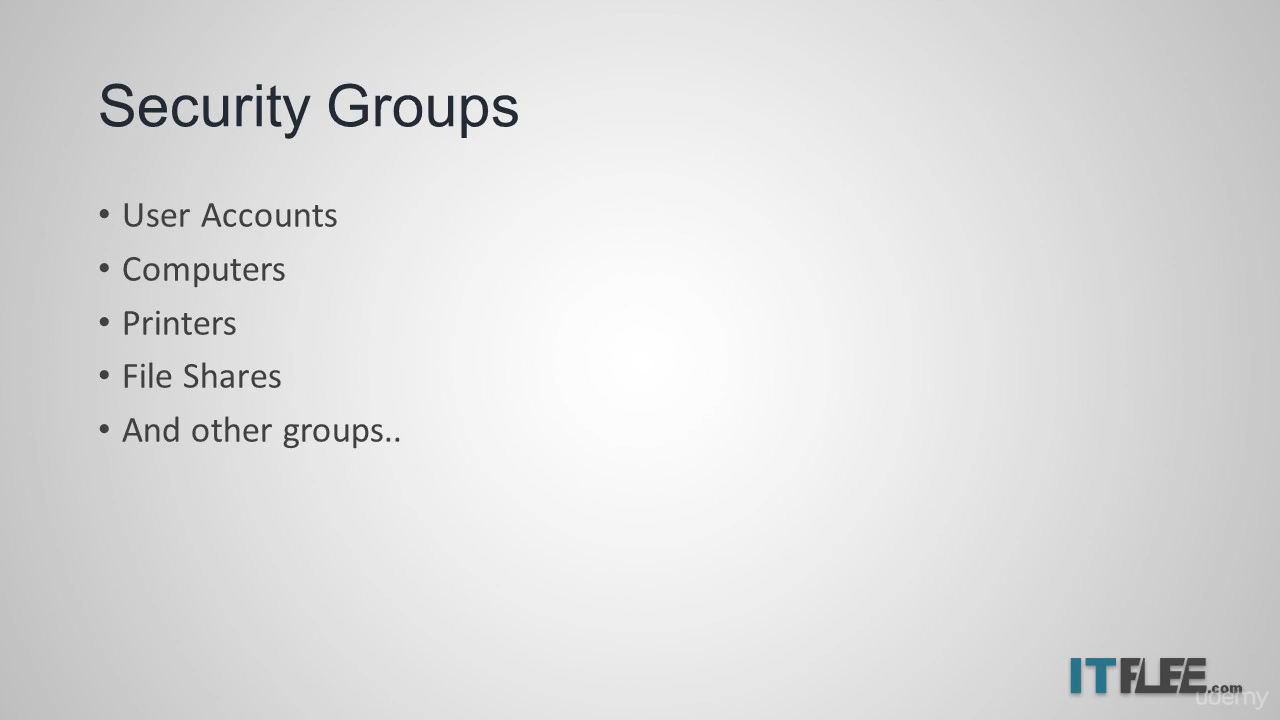 Security Groups
• User Accounts
• Computers
• Printers
• File Shares
• And other groups..
ITFLEE.com
udemy